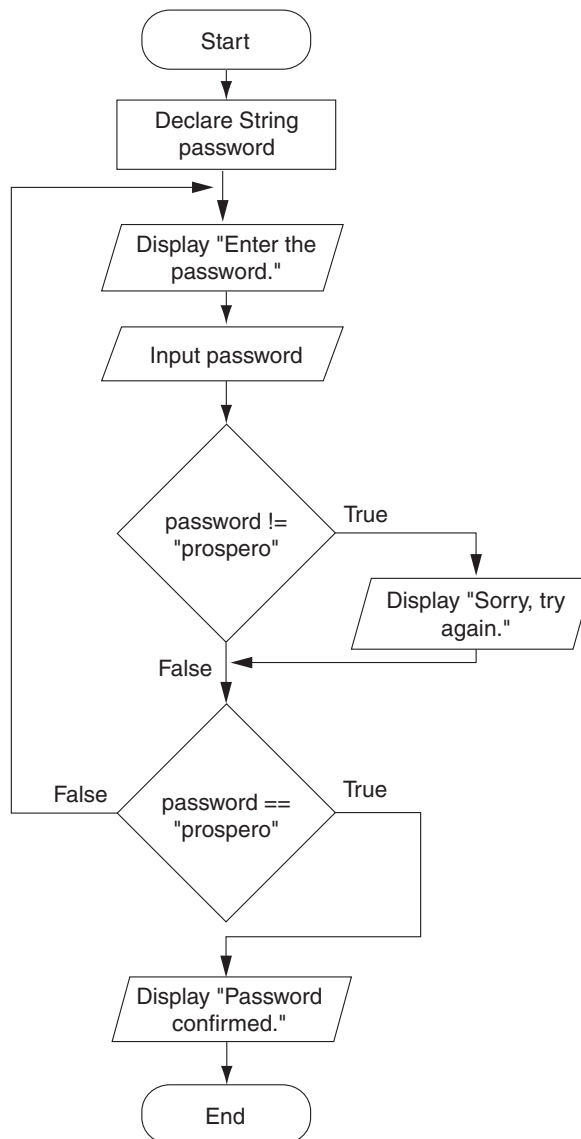 Start
Declare String
password
Display "Enter the
password."
Input password
password !=
"prospero"
True
Display "Sorry, try
again."
False
password ==
"prospero"
False
True
Display "Password
confirmed."
End